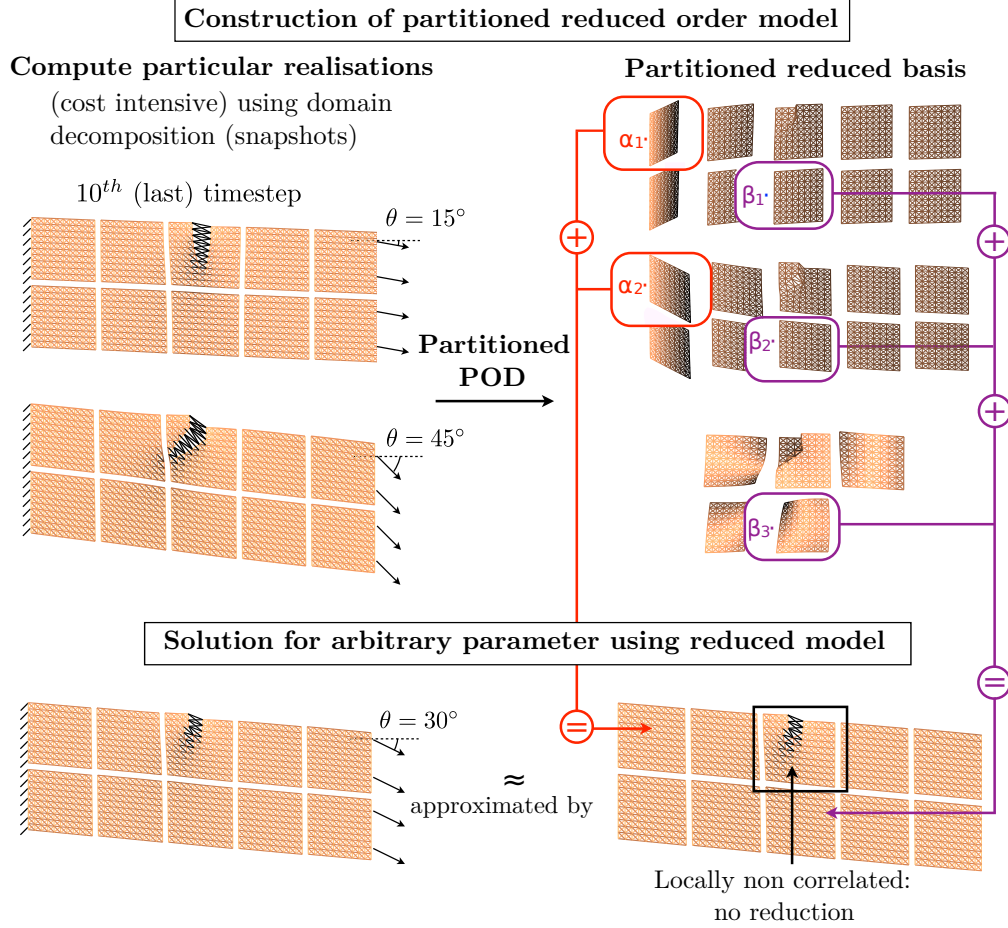 Construction of partitioned reduced order model
Compute particular realisations
(cost intensive) using domain
decomposition (snapshots)
10^{th} (last) timestep
θ = 15°
θ = 45°
Partitioned
POD
Partitioned reduced basis
α₁·
β₁·
+
+
α₂·
β₂·
+
β₃·
Solution for arbitrary parameter using reduced model
=
=
θ = 30°
≈
approximated by
Locally non correlated:
no reduction